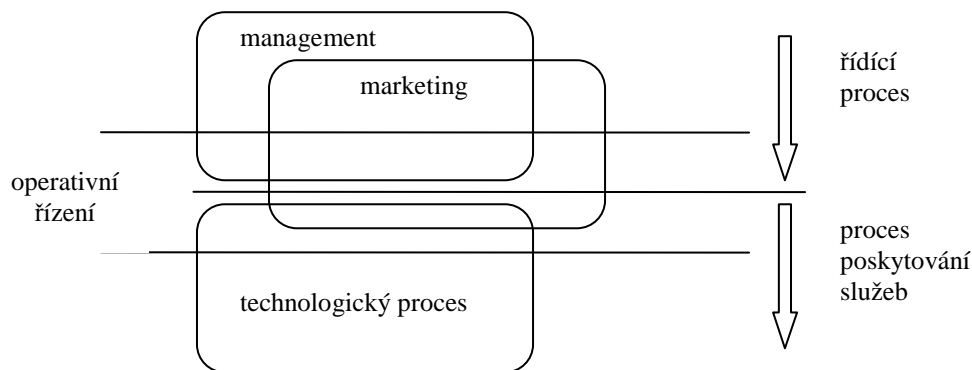 management
marketing
řídící
proces
operativní
řízení
proces
poskytování
služeb
technologický proces